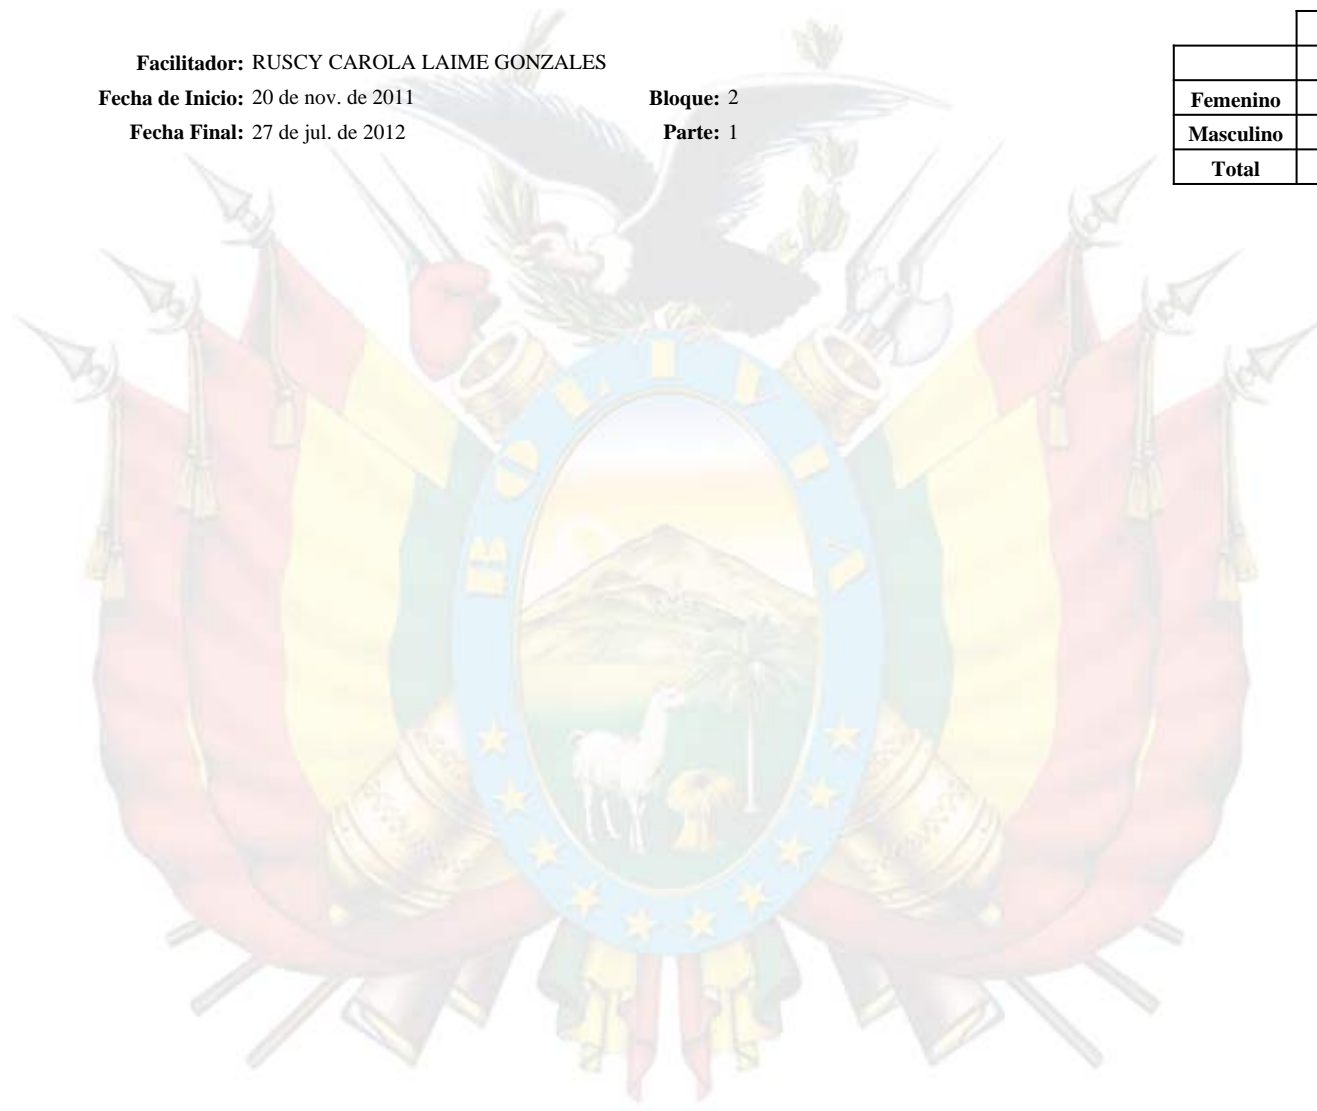 Facilitador: RUSCY CAROLA LAIME GONZALES
Fecha de Inicio: 20 de nov. de 2011 Bloque: 2
Fecha Final: 27 de jul. de 2012 Parte: 1
Femenino
Masculino
Total
BOLIVIA